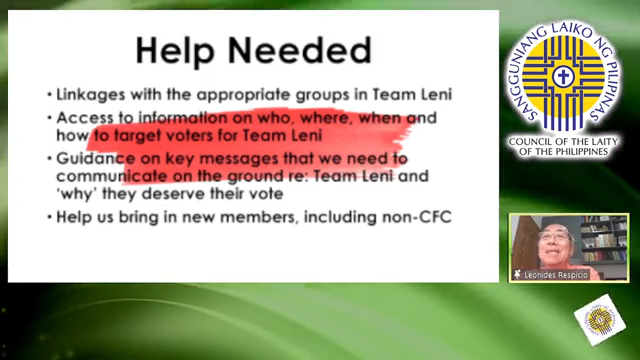 Help Needed
• Linkages with the appropriate groups in Team Leni
• Access to information on who, where, when and
how to target voters for Team Leni
• Guidance on key messages that we need to
communicate on the ground re: Team Leni and
‘why’ they deserve their vote
• Help us bring in new members, including non-CFC
SANGGUNIANG LAIKO NG PILIPINAS
COUNCIL OF THE LAITY
OF THE PHILIPPINES
Leonides Respicio